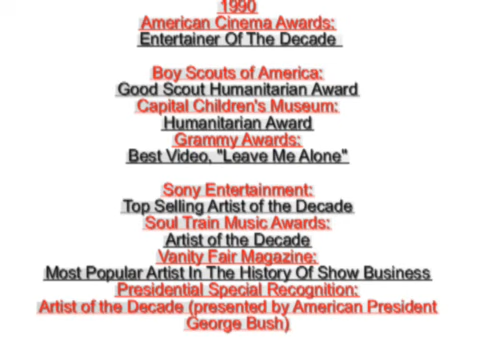 1990
American Cinema Awards:
Entertainer Of The Decade
Boy Scouts of America:
Good Scout Humanitarian Award
Capital Children's Museum:
Humanitarian Award
Grammy Awards:
Best Video, "Leave Me Alone"
Sony Entertainment:
Top Selling Artist of the Decade
Soul Train Music Awards:
Artist of the Decade
Vanity Fair Magazine:
Most Popular Artist In The History Of Show Business
Presidential Special Recognition:
Artist of the Decade (presented by American President
George Bush)